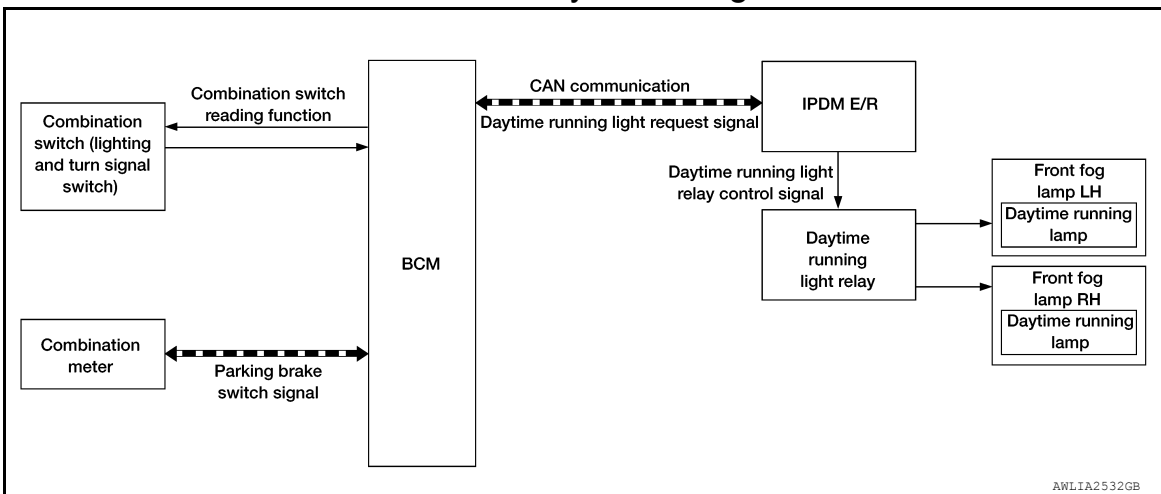 Combination
switch (lighting
and turn signal
switch)
Combination switch
reading function
BCM
CAN communication
Daytime running light request signal
IPDM E/R
Daytime running light
relay control signal
Daytime
running
light relay
Front fog
lamp LH
Daytime running
lamp
Front fog
lamp RH
Daytime running
lamp
Combination
meter
Parking brake
switch signal
AWLIA2532GB